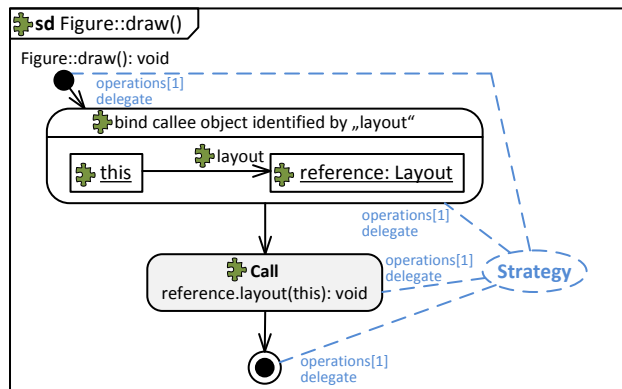 sd Figure::draw()
Figure::draw(): void
operations[1]
delegate
bind callee object identified by „layout“
layout
this
reference: Layout
operations[1]
delegate
Call
reference.layout(this): void
operations[1]
delegate
Strategy
operations[1]
delegate